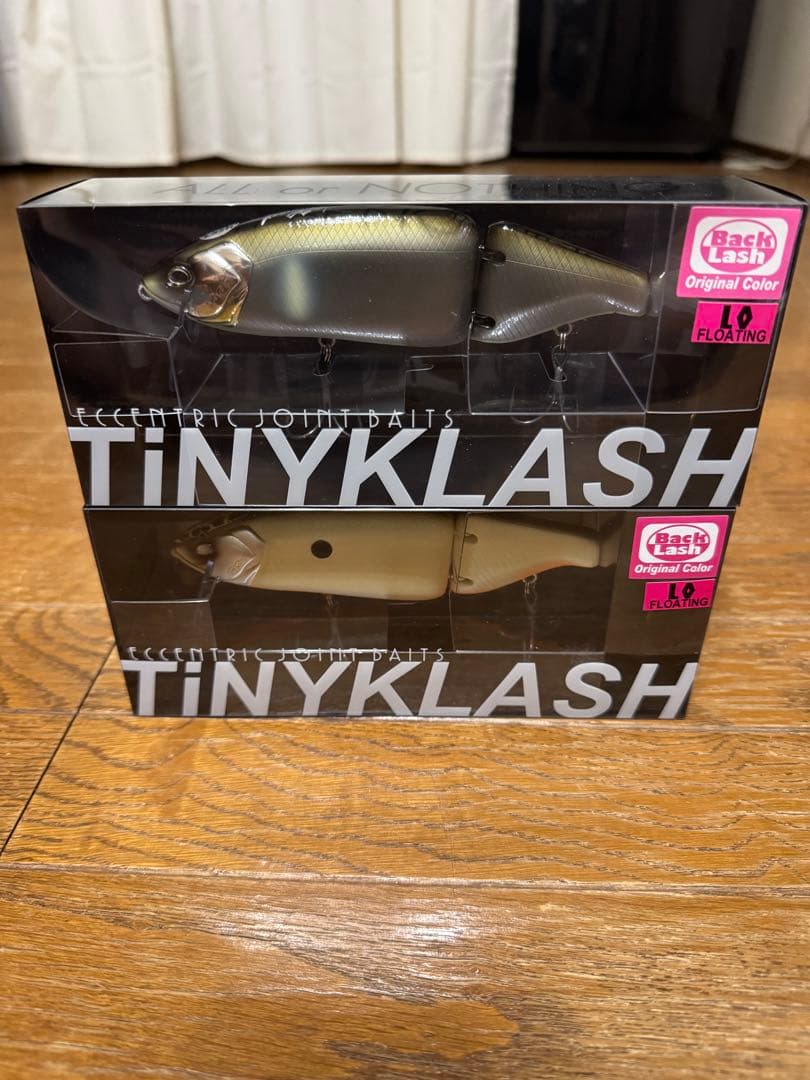 ALL or NOTHING
Back
Lash
Original Color
LO
FLOATING
ECCENTRIC JOINT BAITS
TiNYKLASH
Back
Lash
Original Color
LO
FLOATING
ECCENTRIC JOINT BAITS
TiNYKLASH